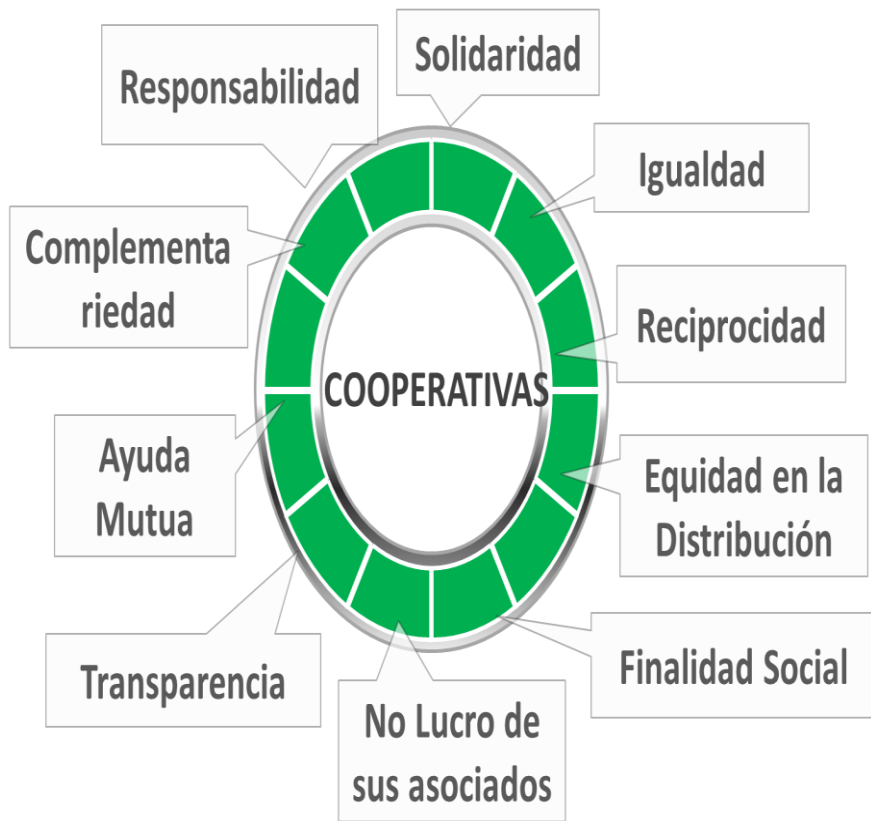 Solidaridad
Responsabilidad
Igualdad
Complementa
riedad
Reciprocidad
COOPERATIVAS
Ayuda
Mutua
Equidad en la
Distribución
Transparencia
Finalidad Social
No Lucro de
sus asociados